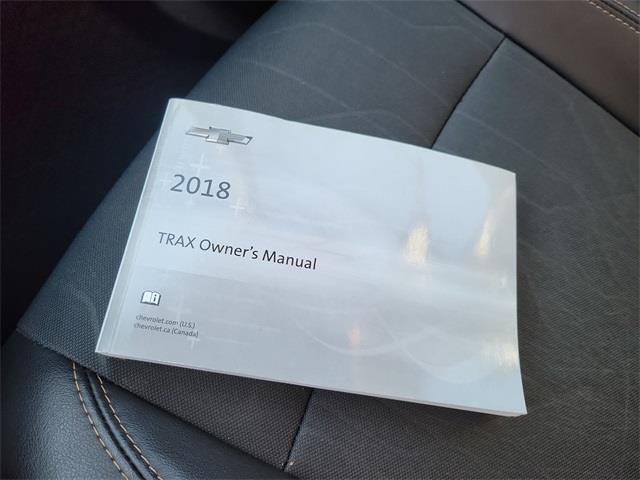 2018
TRAX Owner's Manual
chevrolet.com (U.S.)
chevrolet.ca (Canada)